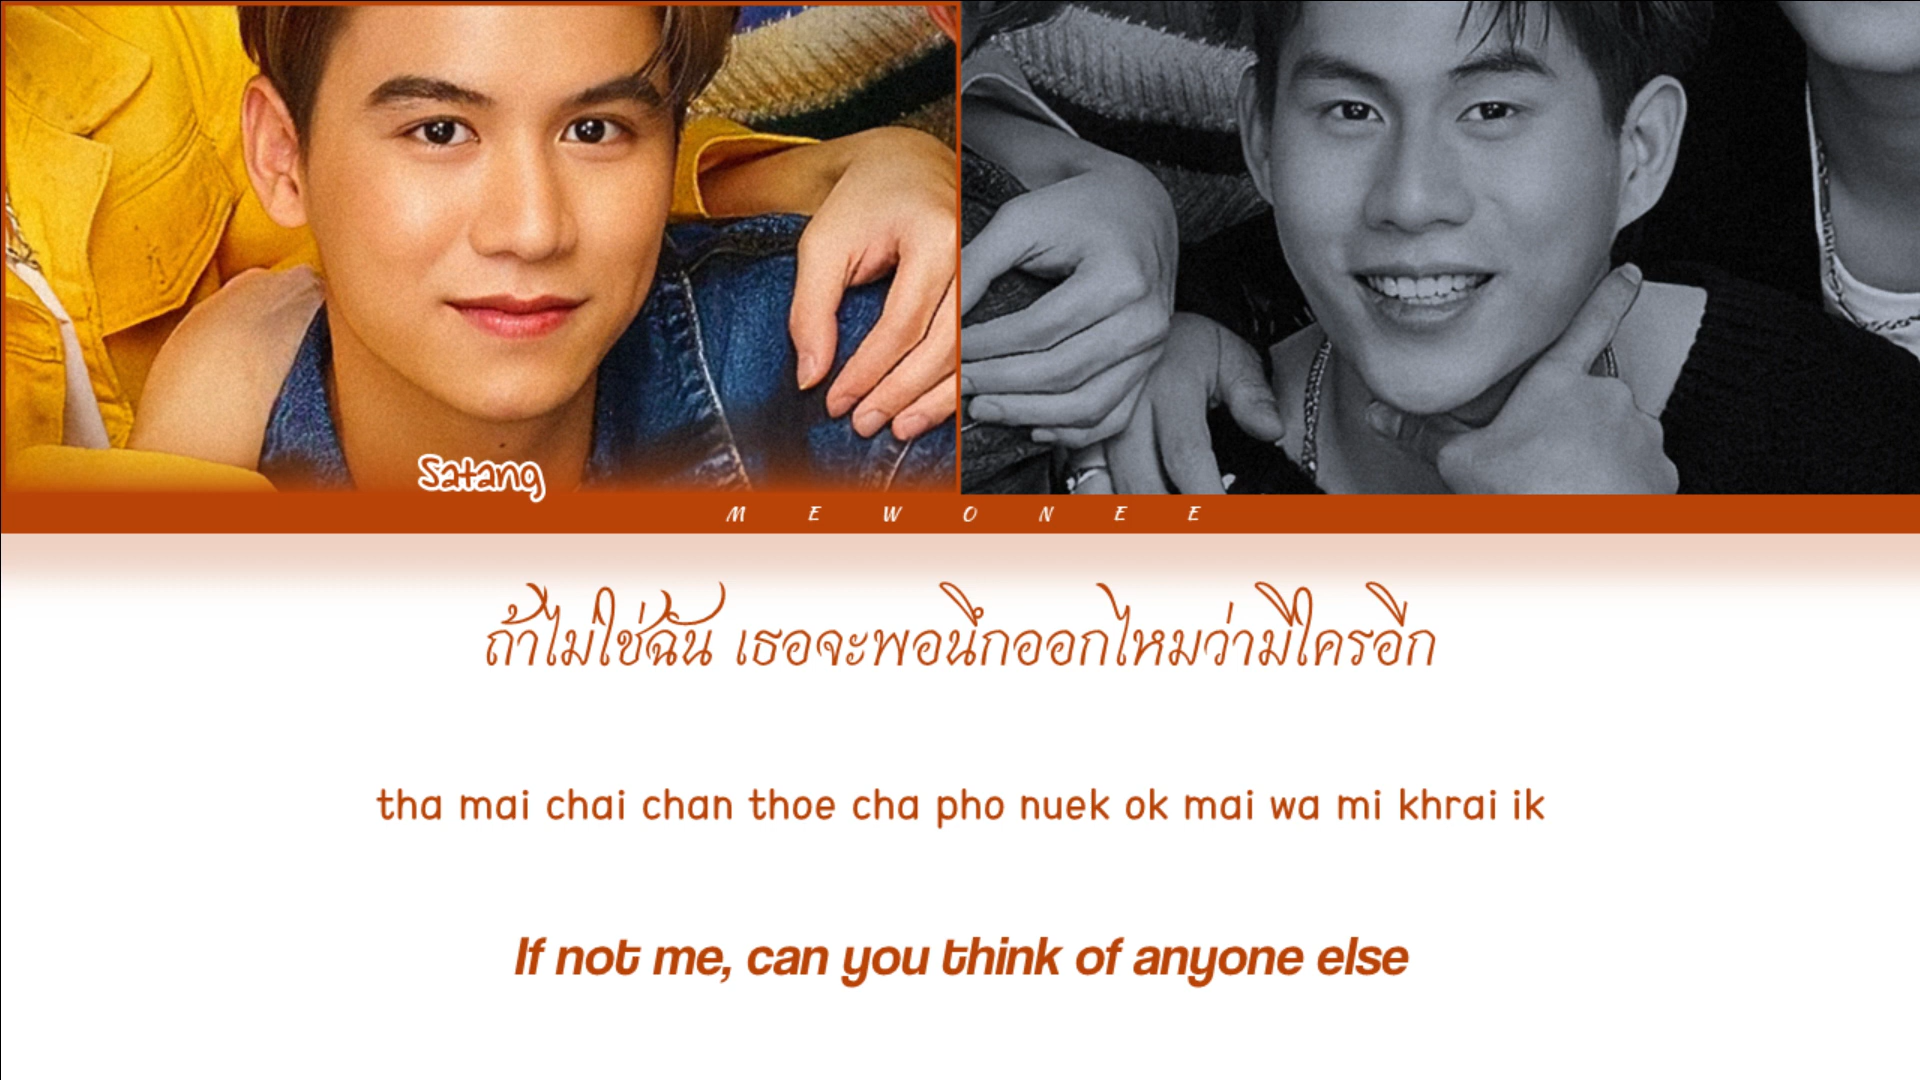 Satang
MEWONEE
ถ้าไม่ใช่ฉัน เธอจะพอนึกออกไหมว่ามีใครอีก
tha mai chai chan thoe cha pho nuek ok mai wa mi khrai ik
If not me, can you think of anyone else